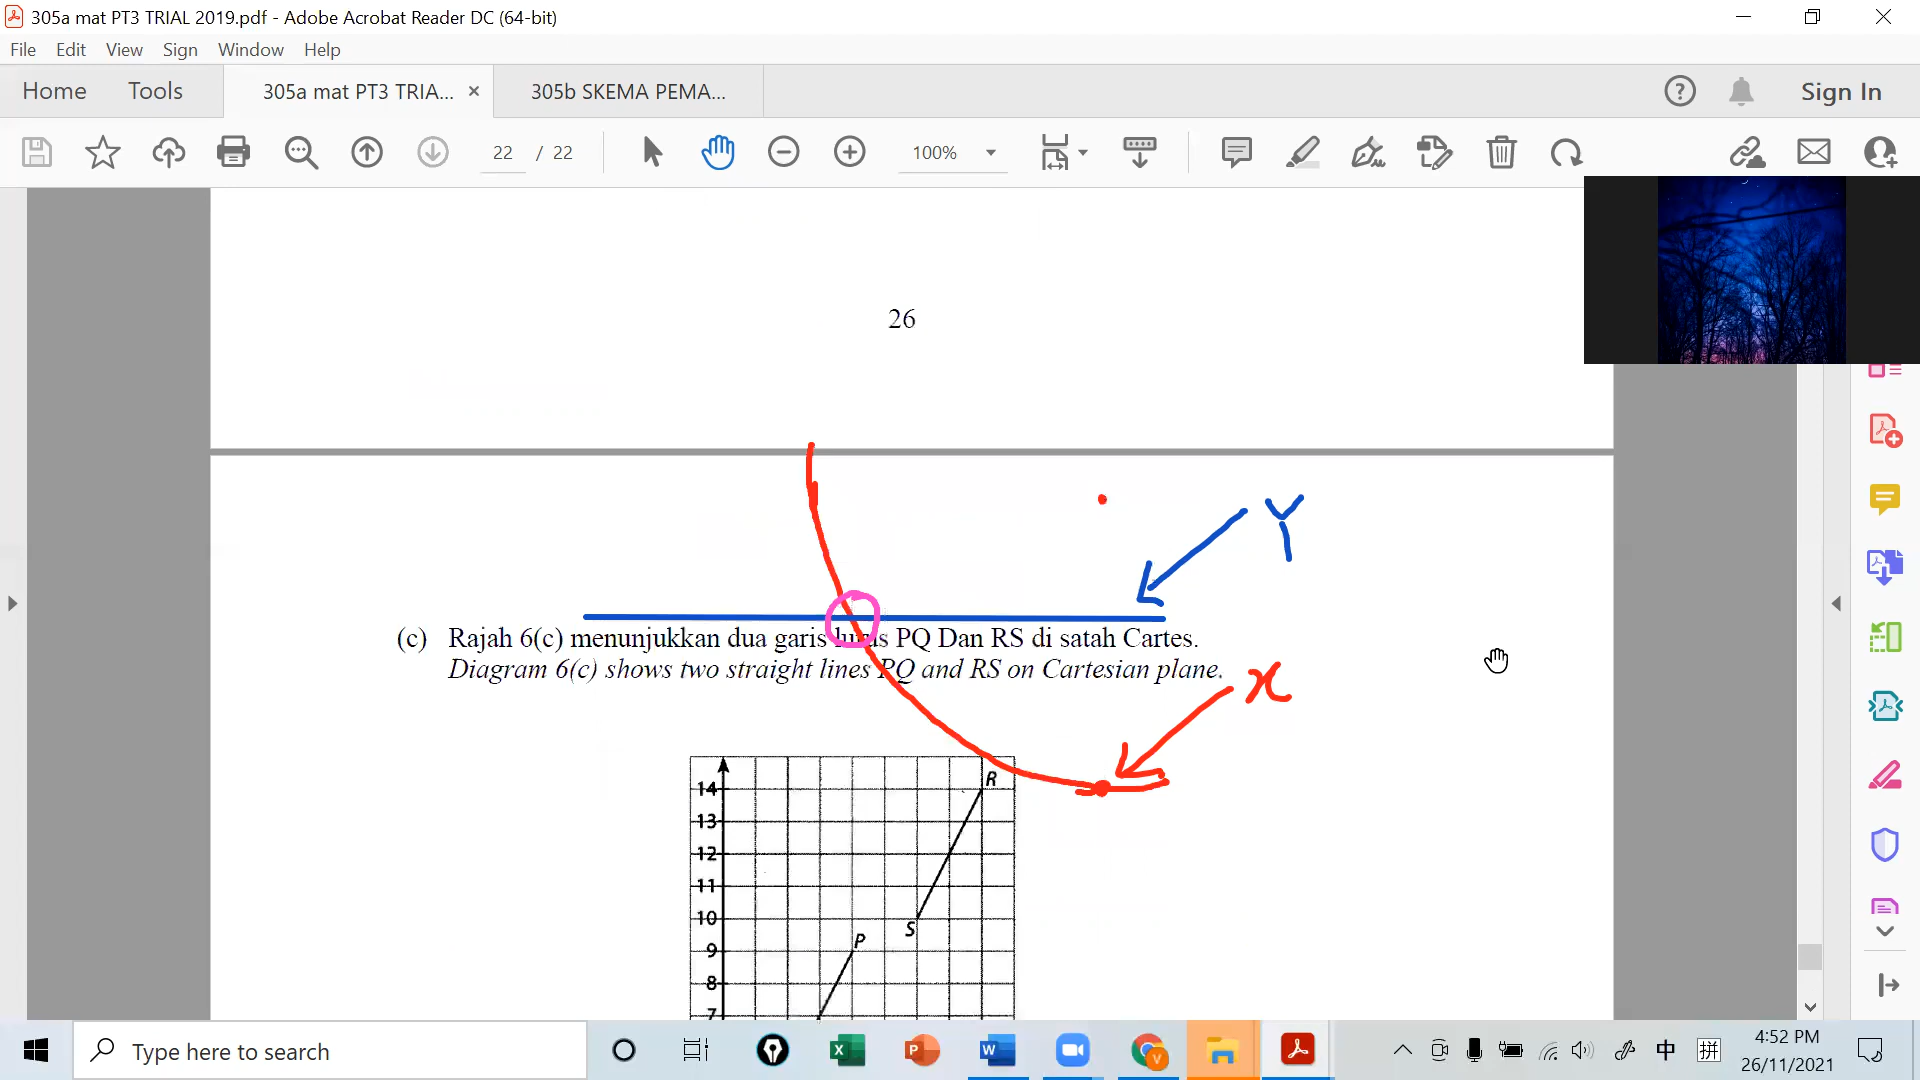 305a mat PT3 TRIAL 2019.pdf - Adobe Acrobat Reader DC (64-bit)
File Edit View Sign Window Help
Home Tools 305a mat PT3 TRIA... × 305b SKEMA PEMA... Sign In
22 / 22 100%
26
Y
(c) Rajah 6(c) menunjukkan dua garis lurus PQ Dan RS di satah Cartes.
Diagram 6(c) shows two straight lines PQ and RS on Cartesian plane.
x
R
14
13
12
11
10
S
P
9
8
7
Type here to search
中 拼
4:52 PM
26/11/2021